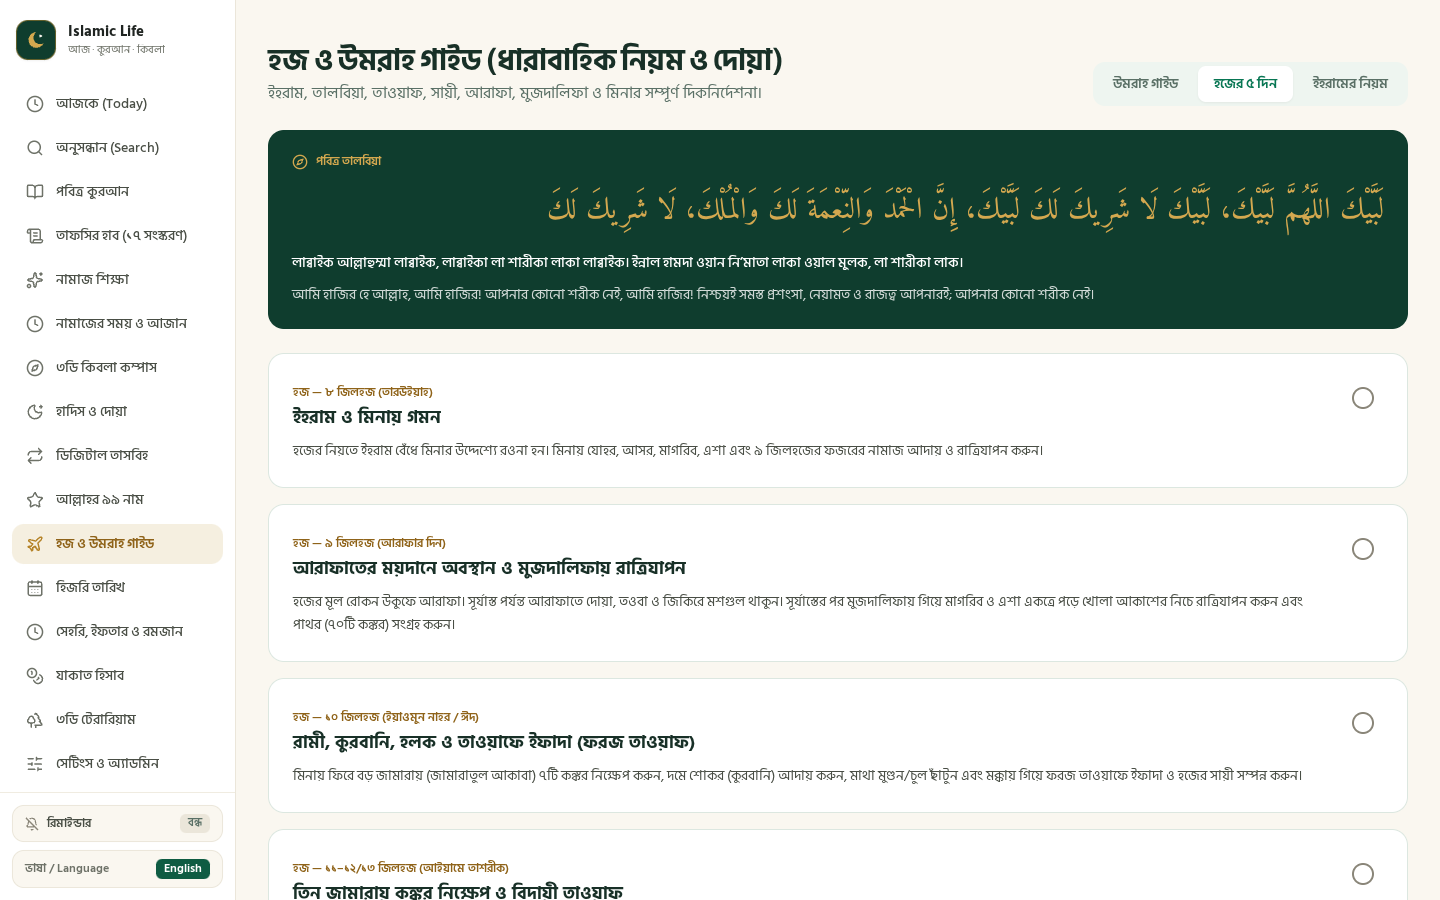 Islamic Life
আজ · কুরআন · কিবলা
আজকে (Today)
অনুসন্ধান (Search)
পবিত্র কুরআন
তাফসির হাব (১৭ সংস্করণ)
নামাজ শিক্ষা
নামাজের সময় ও আজান
৩ডি কিবলা কম্পাস
হাদিস ও দোয়া
ডিজিটাল তাসবিহ
আল্লাহর ৯৯ নাম
হজ ও উমরাহ গাইড
হিজরি তারিখ
সেহরি, ইফতার ও রমজান
যাকাত হিসাব
৩ডি টেরারিয়াম
সেটিংস ও অ্যাডমিন
রিমাইন্ডার
বন্ধ
ভাষা / Language
English
হজ ও উমরাহ গাইড (ধারাবাহিক নিয়ম ও দোয়া)
ইহরাম, তালবিয়া, তাওয়াফ, সায়ী, আরাফা, মুজদালিফা ও মিনার সম্পূর্ণ দিকনির্দেশনা।
উমরাহ গাইড
হজের ৫ দিন
ইহরামের নিয়ম
পবিত্র তালবিয়া
لَبَّيْكَ اللَّهُمَّ لَبَّيْكَ، لَبَّيْكَ لَا شَرِيكَ لَكَ لَبَّيْكَ، إِنَّ الْحَمْدَ وَالنِّعْمَةَ لَكَ وَالْمُلْكَ، لَا شَرِيكَ لَكَ
লাব্বাইক আল্লাহুম্মা লাব্বাইক, লাব্বাইকা লা শারীকা লাকা লাব্বাইক। ইন্নাল হামদা ওয়ান নি'মাতা লাকা ওয়াল মুলক, লা শারীকা লাক।
আমি হাজির হে আল্লাহ, আমি হাজির! আপনার কোনো শরীক নেই, আমি হাজির! নিশ্চয়ই সমস্ত প্রশংসা, নেয়ামত ও রাজত্ব আপনারই; আপনার কোনো শরীক নেই।
হজ — ৮ জিলহজ (তারউইয়াহ)
ইহরাম ও মিনায় গমন
হজের নিয়তে ইহরাম বেঁধে মিনার উদ্দেশ্যে রওনা হন। মিনায় যোহর, আসর, মাগরিব, এশা এবং ৯ জিলহজের ফজরের নামাজ আদায় ও রাত্রিযাপন করুন।
হজ — ৯ জিলহজ (আরাফার দিন)
আরাফাতের ময়দানে অবস্থান ও মুজদালিফায় রাত্রিযাপন
হজের মূল রোকন উকুফে আরাফা। সূর্যাস্ত পর্যন্ত আরাফাতে দোয়া, তওবা ও জিকিরে মশগুল থাকুন। সূর্যাস্তের পর মুজদালিফায় গিয়ে মাগরিব ও এশা একত্রে পড়ে খোলা আকাশের নিচে রাত্রিযাপন করুন এবং
পাথর (৭০টি কঙ্কর) সংগ্রহ করুন।
হজ — ১০ জিলহজ (ইয়াওমুন নাহর / ঈদ)
রামী, কুরবানি, হলক ও তাওয়াফে ইফাদা (ফরজ তাওয়াফ)
মিনায় ফিরে বড় জামারায় (জামারাতুল আকাবা) ৭টি কঙ্কর নিক্ষেপ করুন, দমে শোকর (কুরবানি) আদায় করুন, মাথা মুণ্ডন/চুল ছাঁটুন এবং মক্কায় গিয়ে ফরজ তাওয়াফে ইফাদা ও হজের সায়ী সম্পন্ন করুন।
হজ — ১১–১২/১৩ জিলহজ (আইয়ামে তাশরীক)
তিন জামারায় কঙ্কর নিক্ষেপ ও বিদায়ী তাওয়াফ